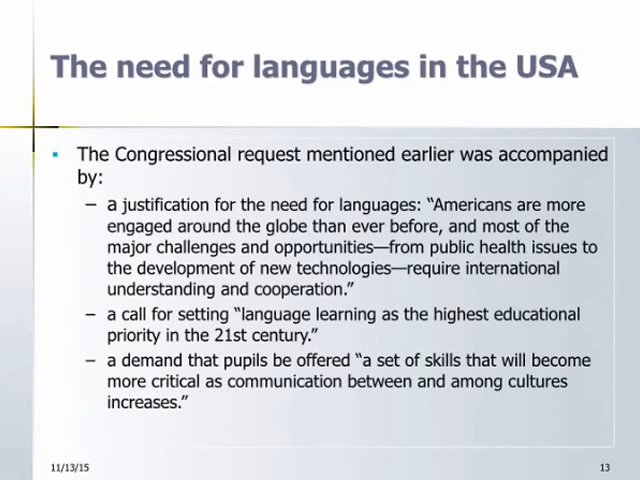 The need for languages in the USA
▪ The Congressional request mentioned earlier was accompanied
by:
– a justification for the need for languages: “Americans are more
engaged around the globe than ever before, and most of the
major challenges and opportunities—from public health issues to
the development of new technologies—require international
understanding and cooperation.”
– a call for setting “language learning as the highest educational
priority in the 21st century.”
– a demand that pupils be offered “a set of skills that will become
more critical as communication between and among cultures
increases.”
11/13/15 13